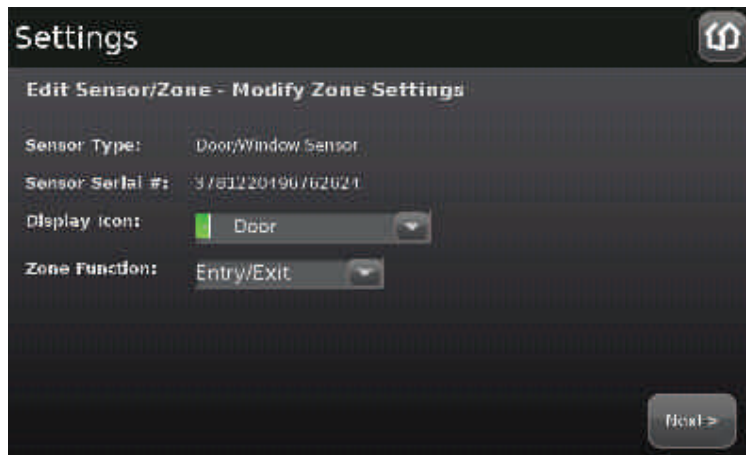 Settings
Edit Sensor/Zone - Modify Zone Settings
Sensor Type: Door/Window Sensor
Sensor Serial #:
Display icon: Door
Zone Function: Entry/Exit
Next >